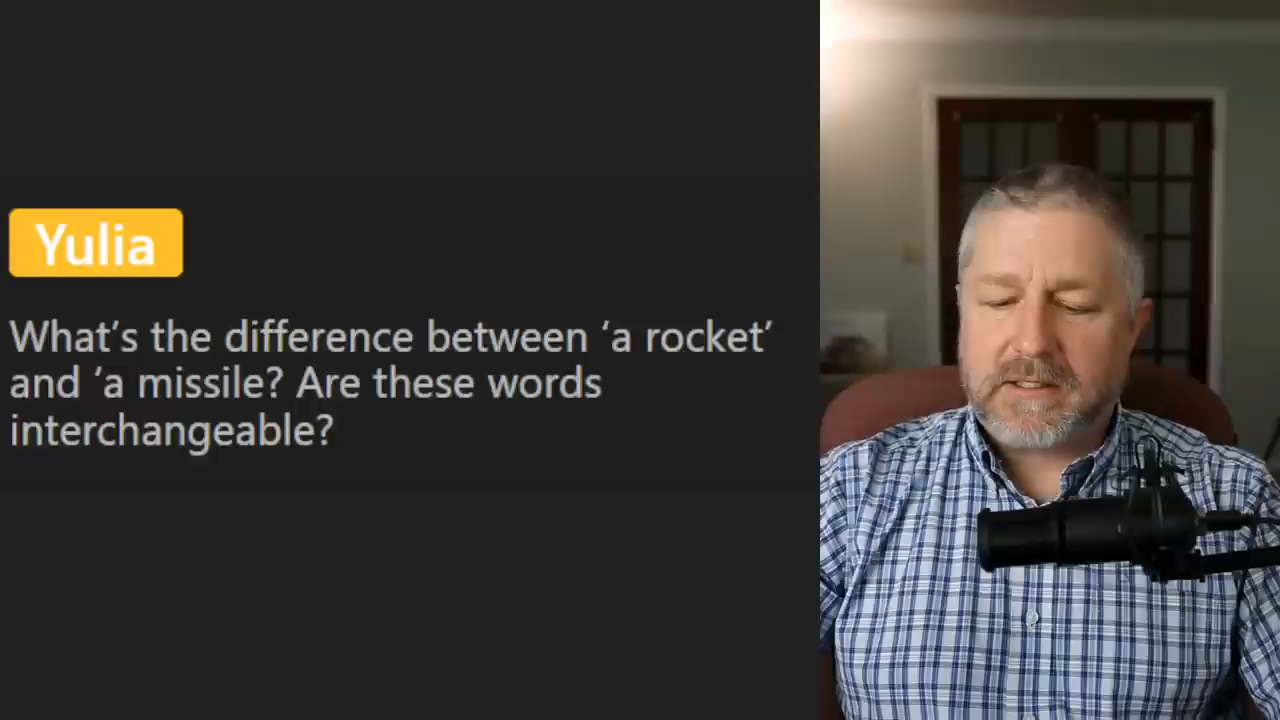 Yulia
What’s the difference between ‘a rocket’
and ‘a missile? Are these words
interchangeable?